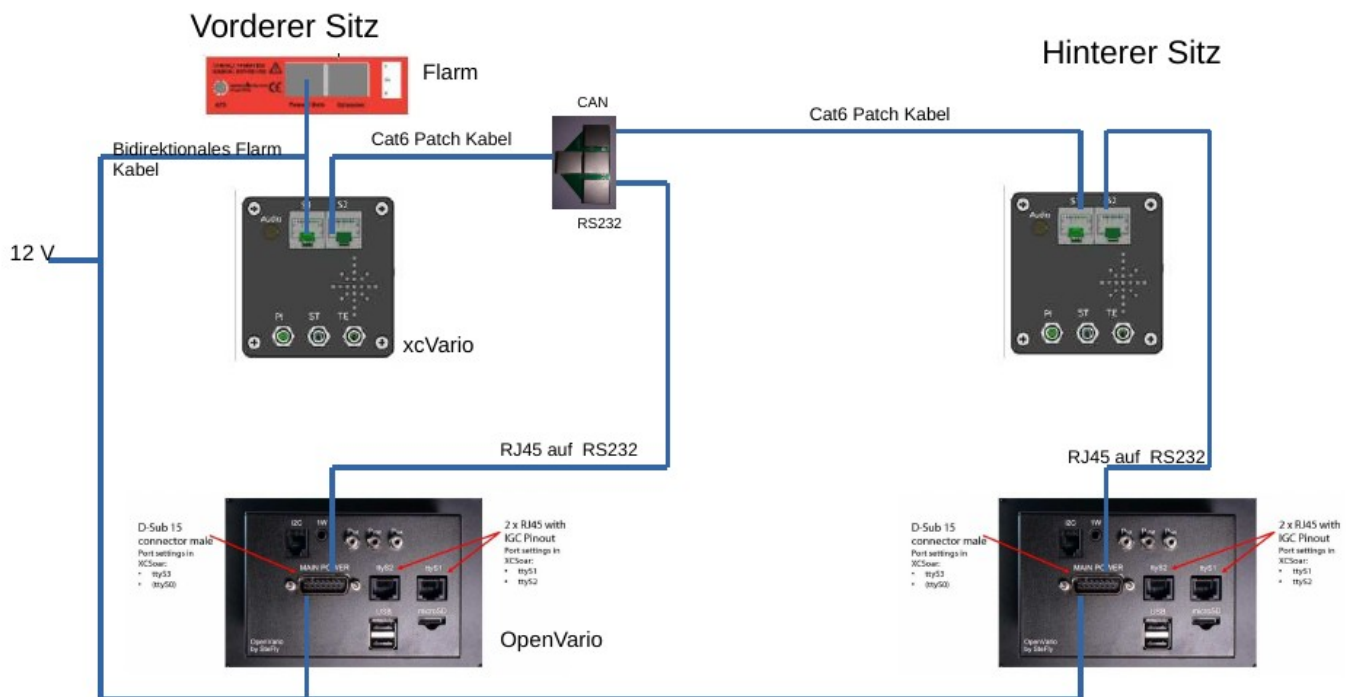 Vorderer Sitz
Hinterer Sitz
Flarm
CAN
Cat6 Patch Kabel
Cat6 Patch Kabel
Bidirektionales Flarm
Kabel
RS232
S2
S1
S2
Audio
Audio
12 V
PI ST TE
PI ST TE
xcVario
RJ45 auf RS232
RJ45 auf RS232
D-Sub 15
connector male
Port settings in
XCSoar:
• ttyS3
• (ttyS0)
I2C 1W
MAIN POWER ttyS2 ttyS1
USB microSD
OpenVario
by SteFly
2 x RJ45 with
IGC Pinout
Port settings in
XCSoar:
• ttyS1
• ttyS2
OpenVario
D-Sub 15
connector male
Port settings in
XCSoar:
• ttyS3
• (ttyS0)
I2C 1W
MAIN POWER ttyS2 ttyS1
USB microSD
OpenVario
by SteFly
2 x RJ45 with
IGC Pinout
Port settings in
XCSoar:
• ttyS1
• ttyS2